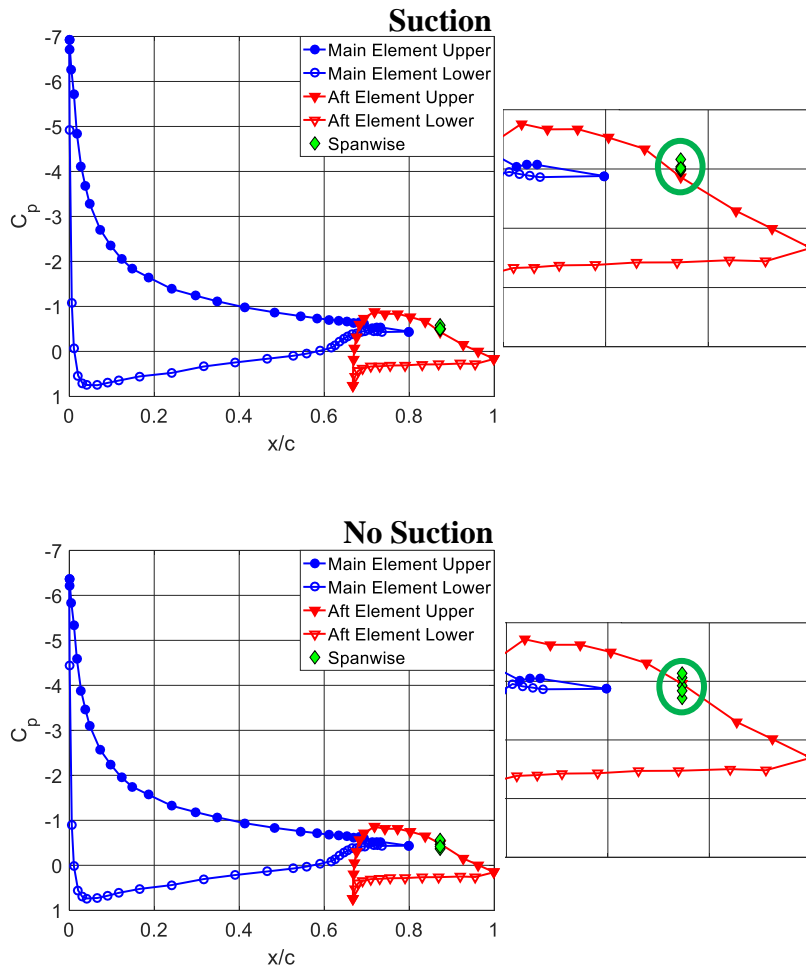 Suction
-7
-6
-5
-4
-3
-2
-1
0
1
C_p
0
0.2
0.4
0.6
0.8
1
x/c
Main Element Upper
Main Element Lower
Aft Element Upper
Aft Element Lower
Spanwise
No Suction
-7
-6
-5
-4
-3
-2
-1
0
1
C_p
0
0.2
0.4
0.6
0.8
1
x/c
Main Element Upper
Main Element Lower
Aft Element Upper
Aft Element Lower
Spanwise